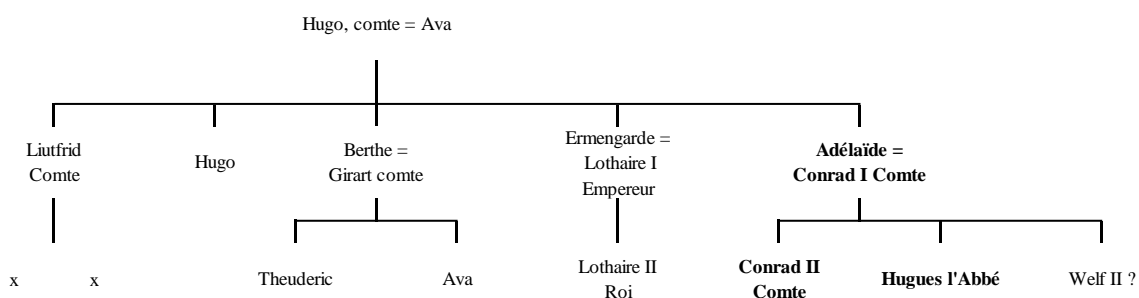 Hugo, comte = Ava
Liutfrid
Comte
Hugo
Berthe =
Girart comte
Ermengarde =
Lothaire I
Empereur
Adélaïde =
Conrad I Comte
x
x
Theuderic
Ava
Lothaire II
Roi
Conrad II
Comte
Hugues l'Abbé
Welf II ?